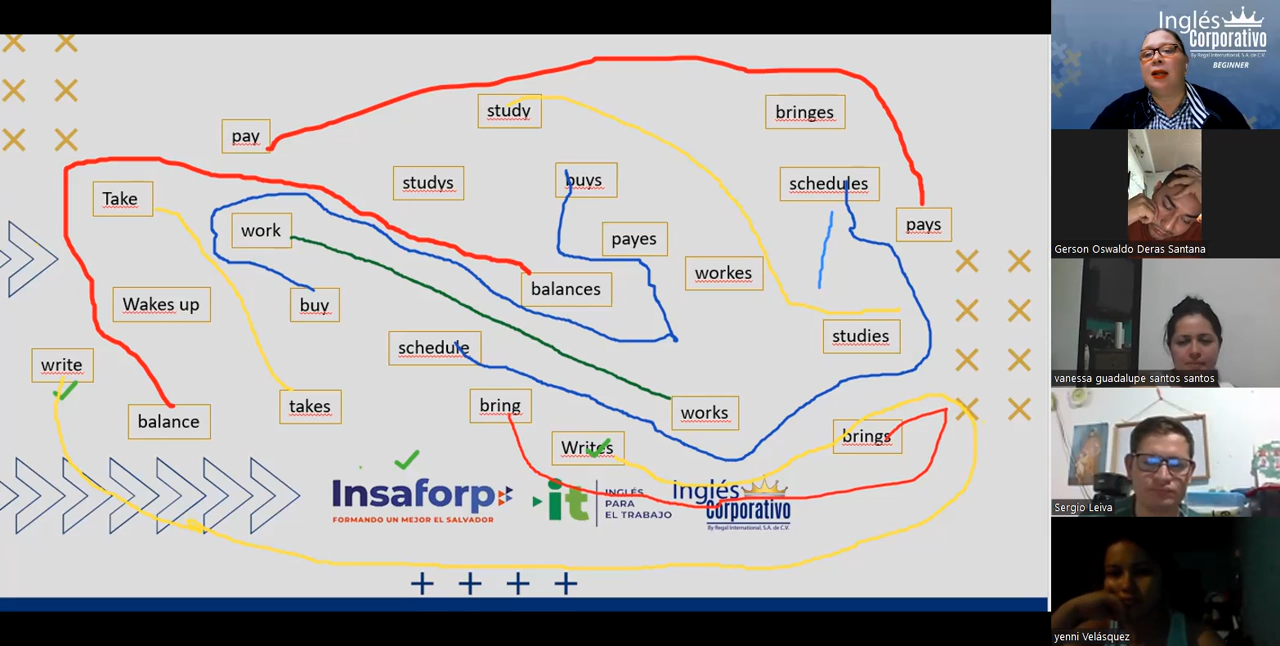 study
bringes
pay
studys
buys
schedules
Take
work
payes
pays
workes
balances
Wakes up
buy
schedule
studies
write
balance
takes
bring
works
Writes
brings
Insaforp
FORMANDO UN MEJOR EL SALVADOR
it
INGLÉS
PARA
EL TRABAJO
Inglés
Corporativo
By Regal International, S.A. de C.V.
Inglés
Corporativo
By Regal International, S.A. de C.V.
BEGINNER
Gerson Oswaldo Deras Santana
vanessa guadalupe santos santos
Sergio Leiva
yenni Velásquez